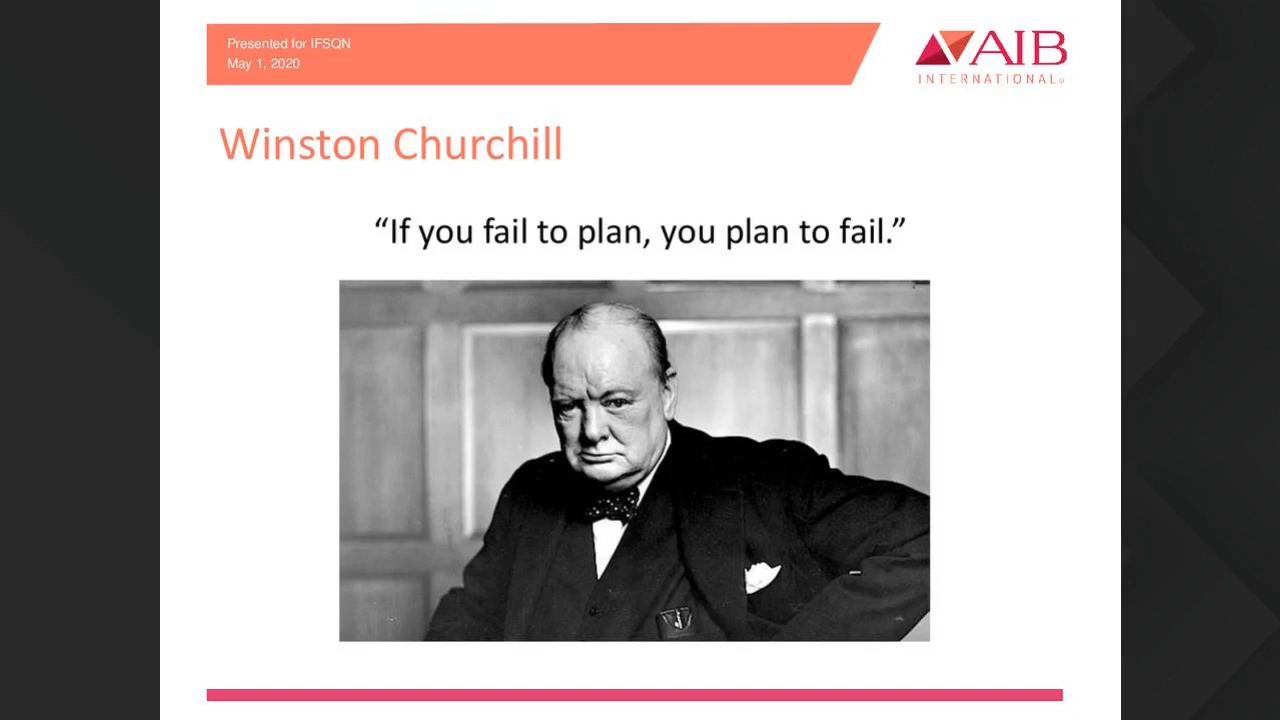 Presented for IFSQN
May 1, 2020
AIB
INTERNATIONAL®
Winston Churchill
“If you fail to plan, you plan to fail.”